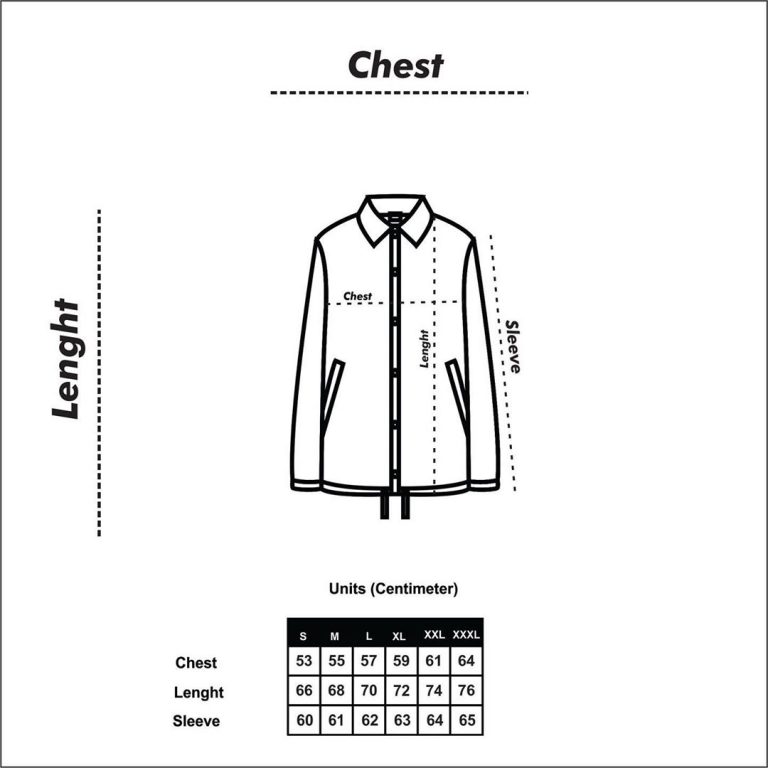 Chest
Lenght
Chest
Lenght
Sleeve
Units (Centimeter)
S M L XL XXL XXXL
Chest 53 55 57 59 61 64
Lenght 66 68 70 72 74 76
Sleeve 60 61 62 63 64 65